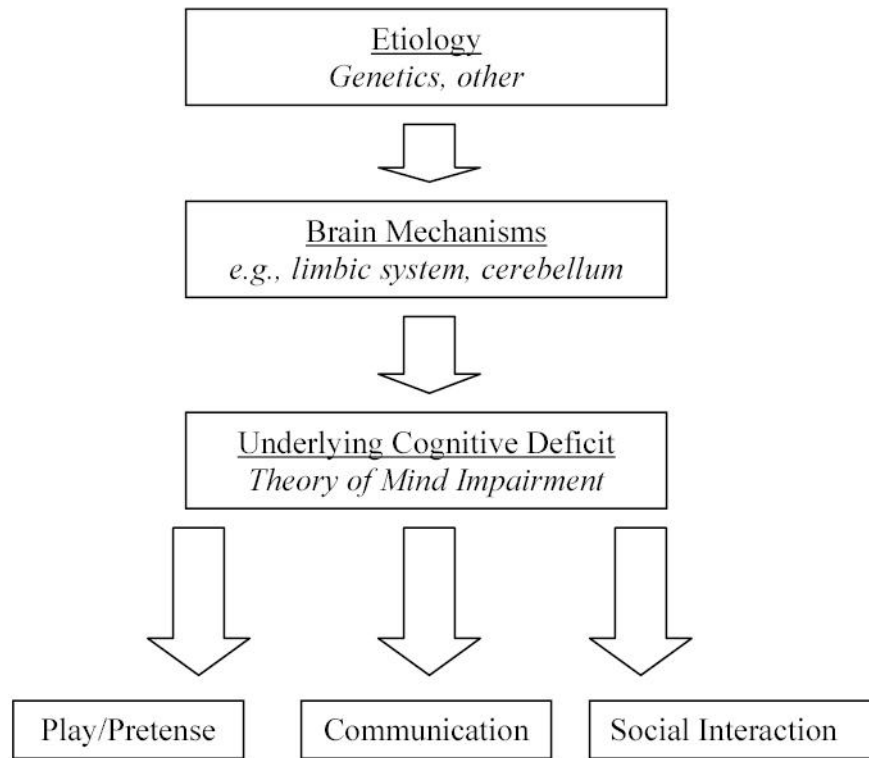 Etiology
Genetics, other
Brain Mechanisms
e.g., limbic system, cerebellum
Underlying Cognitive Deficit
Theory of Mind Impairment
Play/Pretense
Communication
Social Interaction